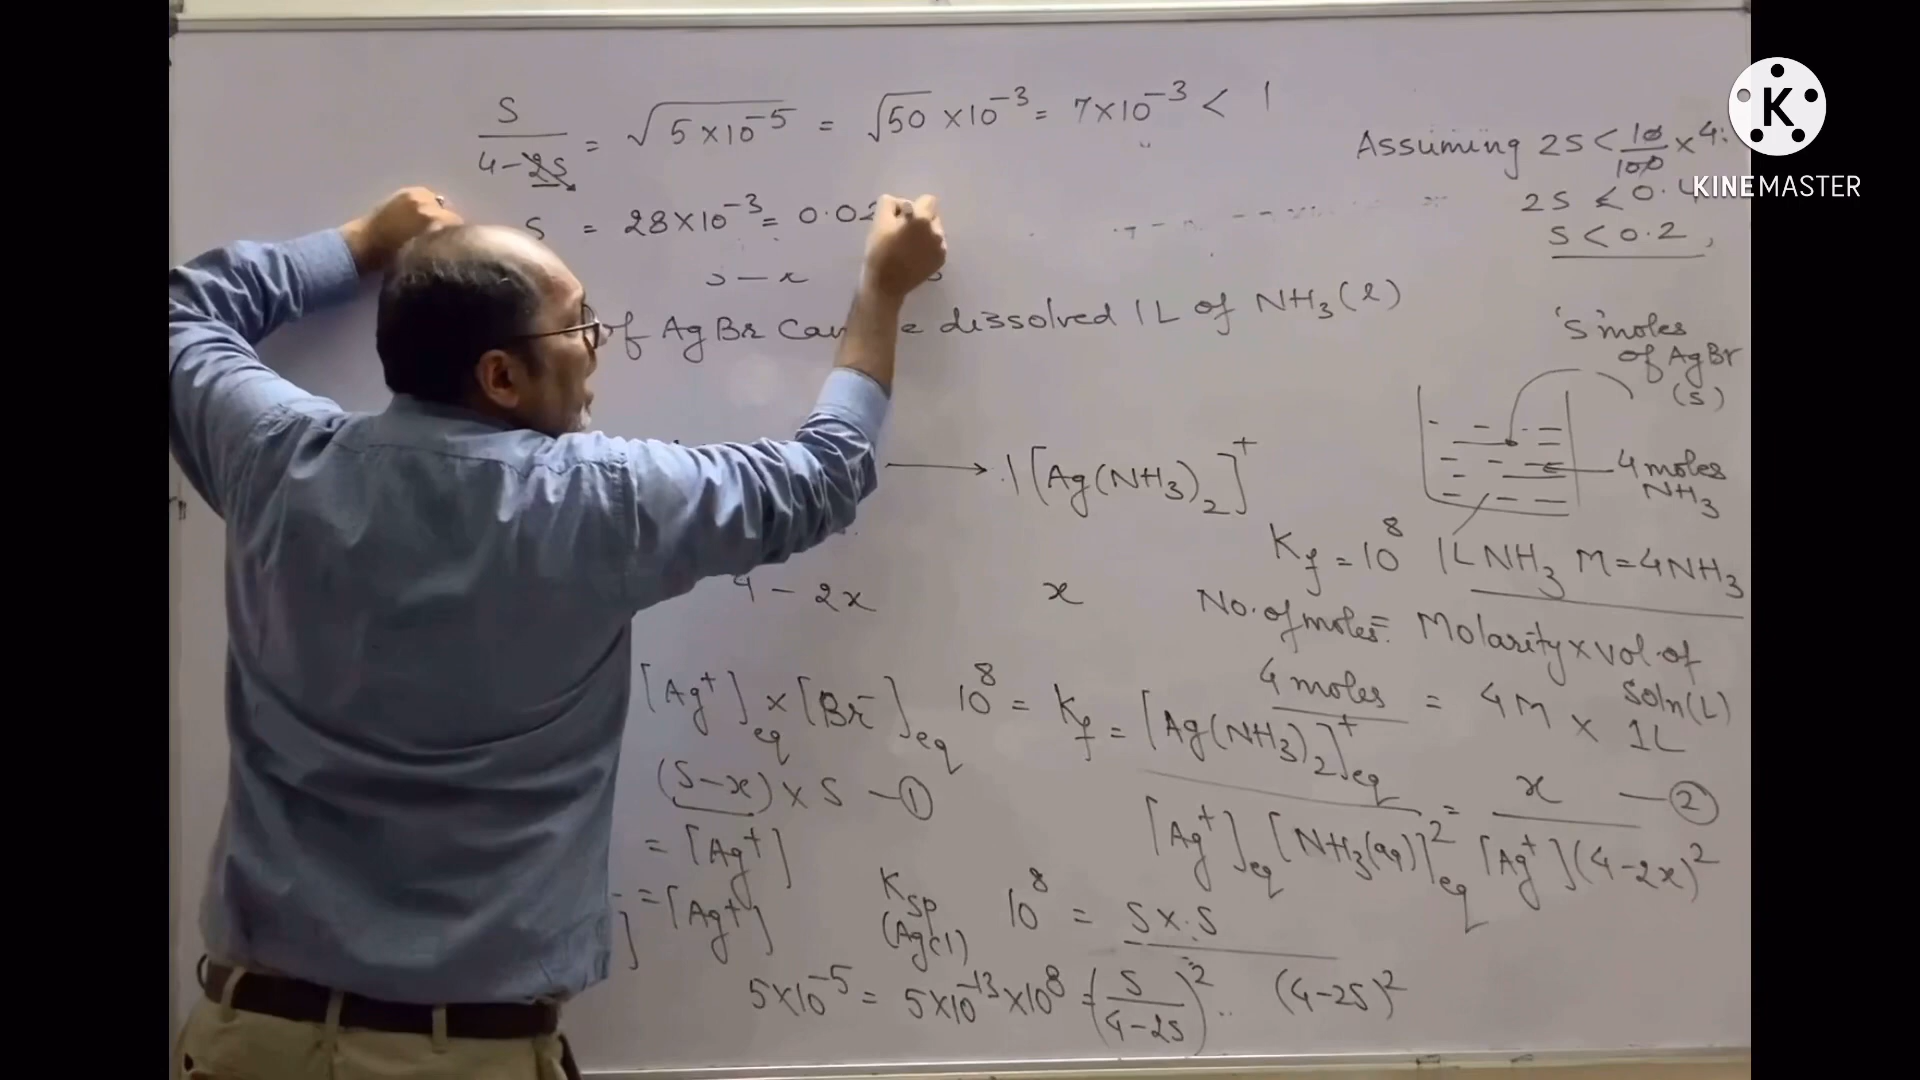 S/(4-2S) = √(5×10⁻⁵) = √50 ×10⁻³ = 7×10⁻³ < 1
S = 28×10⁻³ = 0.02
S-x
of AgBr Can dissolved 1L of NH₃(l)
→ 1[Ag(NH₃)₂]⁺
4-2x x
[Ag⁺]eq × [Br⁻]eq
(S-x) × S —①
= [Ag⁺]
= [Ag⁺]
10⁸ = Kf = [Ag(NH₃)₂]⁺eq / [Ag⁺]eq [NH₃(aq)]²eq = x / [Ag⁺](4-2x)² —②
Ksp (AgCl) 10⁸ = S×S / (4-2S)²
5×10⁻⁵ = 5×10⁻¹³×10⁸ = (S/(4-2S))²
Assuming 2S < 10/100 ×4
2S < 0.4
S < 0.2
'S' moles
of AgBr
(s)
4 moles
NH₃
Kf = 10⁸ 1L NH₃ M=4NH₃
No. of moles = Molarity × vol. of
Soln(L)
4 moles = 4M × 1L
K
KINEMASTER